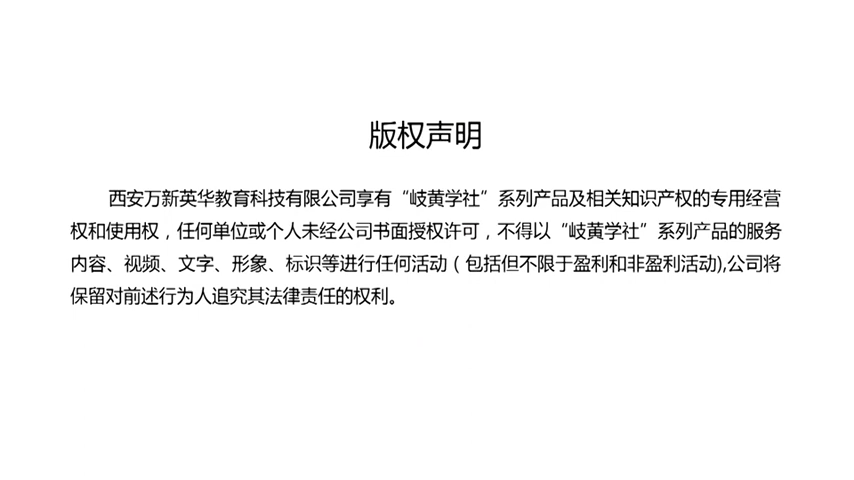 版权声明
西安万新英华教育科技有限公司享有“岐黄学社”系列产品及相关知识产权的专用经营
权和使用权，任何单位或个人未经公司书面授权许可，不得以“岐黄学社”系列产品的服务
内容、视频、文字、形象、标识等进行任何活动（包括但不限于盈利和非盈利活动),公司将
保留对前述行为人追究其法律责任的权利。